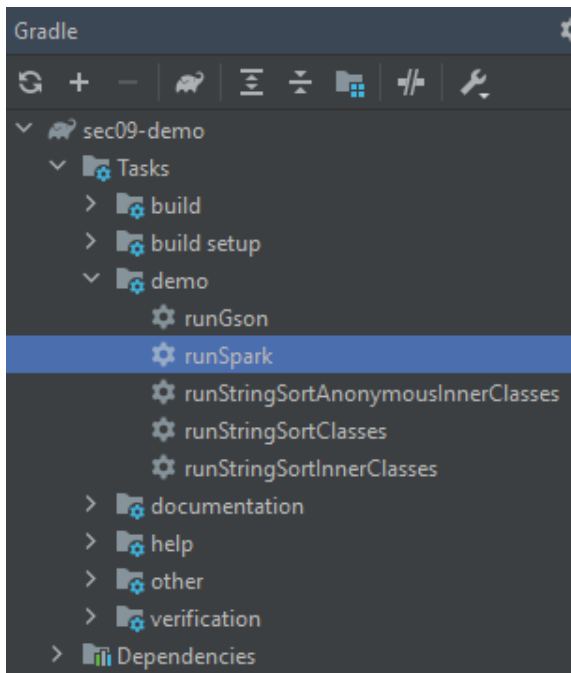 Gradle
sec09-demo
Tasks
build
build setup
demo
runGson
runSpark
runStringSortAnonymousInnerClasses
runStringSortClasses
runStringSortInnerClasses
documentation
help
other
verification
Dependencies